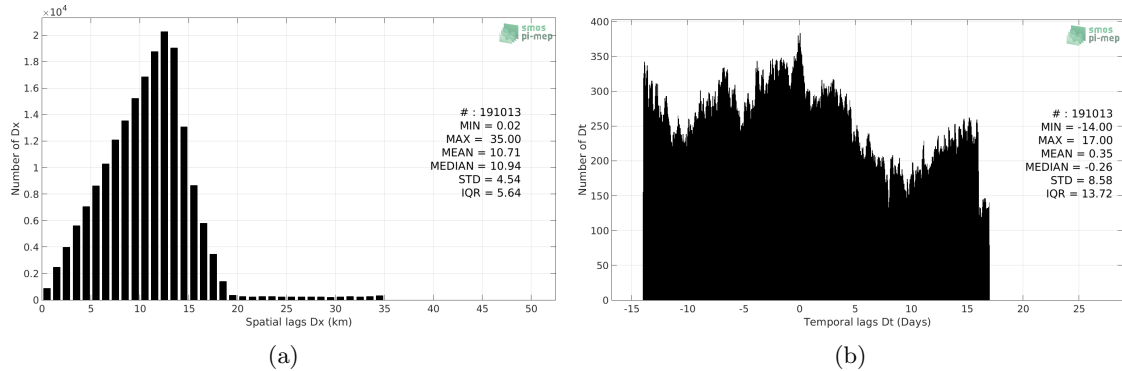 ×10⁴
2
1.8
1.6
1.4
1.2
1
0.8
0.6
0.4
0.2
0
Number of Dx
smos
pi-mep
# : 191013
MIN = 0.02
MAX = 35.00
MEAN = 10.71
MEDIAN = 10.94
STD = 4.54
IQR = 5.64
0 5 10 15 20 25 30 35 40 45 50
Spatial lags Dx (km)
(a)
400
350
300
250
200
150
100
50
0
Number of Dt
smos
pi-mep
# : 191013
MIN = -14.00
MAX = 17.00
MEAN = 0.35
MEDIAN = -0.26
STD = 8.58
IQR = 13.72
-15 -10 -5 0 5 10 15 20 25
Temporal lags Dt (Days)
(b)